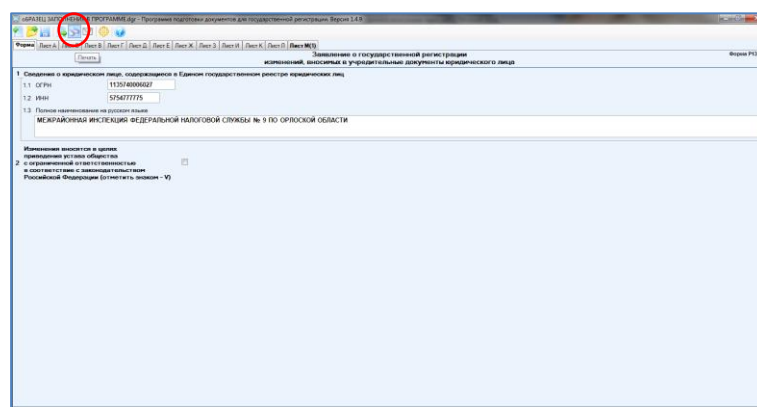 оБРАЗЕЦ ЗАПОЛНЕНИЯ В ПРОГРАММЕ.dgr - Программа подготовки документов для государственной регистрации. Версия 1.4.9
Форма Лист А Лист В Лист Г Лист Д Лист Е Лист Ж Лист З Лист И Лист К Лист Л Лист М(1)
Печать
Заявление о государственной регистрации
изменений, вносимых в учредительные документы юридического лица
Форма
1 Сведения о юридическом лице, содержащиеся в Едином государственном реестре юридических лиц
1.1 ОГРН 1135740006027
1.2 ИНН 5754777775
1.3 Полное наименование на русском языке
МЕЖРАЙОННАЯ ИНСПЕКЦИЯ ФЕДЕРАЛЬНОЙ НАЛОГОВОЙ СЛУЖБЫ № 9 ПО ОРЛОСКОЙ ОБЛАСТИ
Изменения вносятся в целях
приведения устава общества
2 с ограниченной ответственностью
в соответствие с законодательством
Российской Федерации (отметить знаком - V)